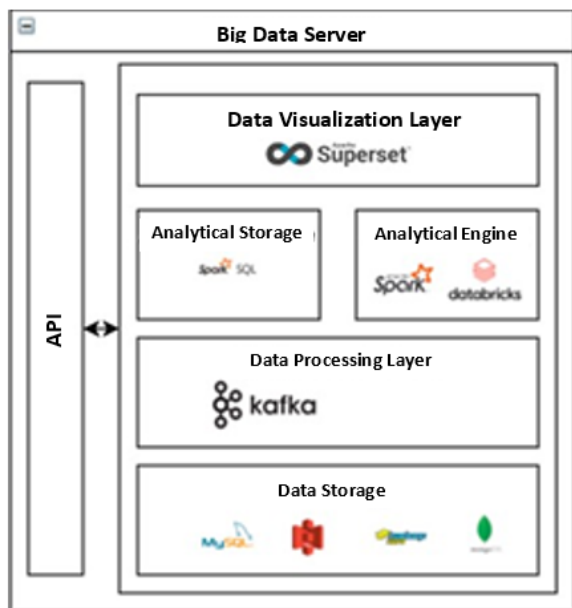 Big Data Server
API
Data Visualization Layer
Superset
Analytical Storage
Spark SQL
Analytical Engine
Spark
databricks
Data Processing Layer
kafka
Data Storage
MySQL